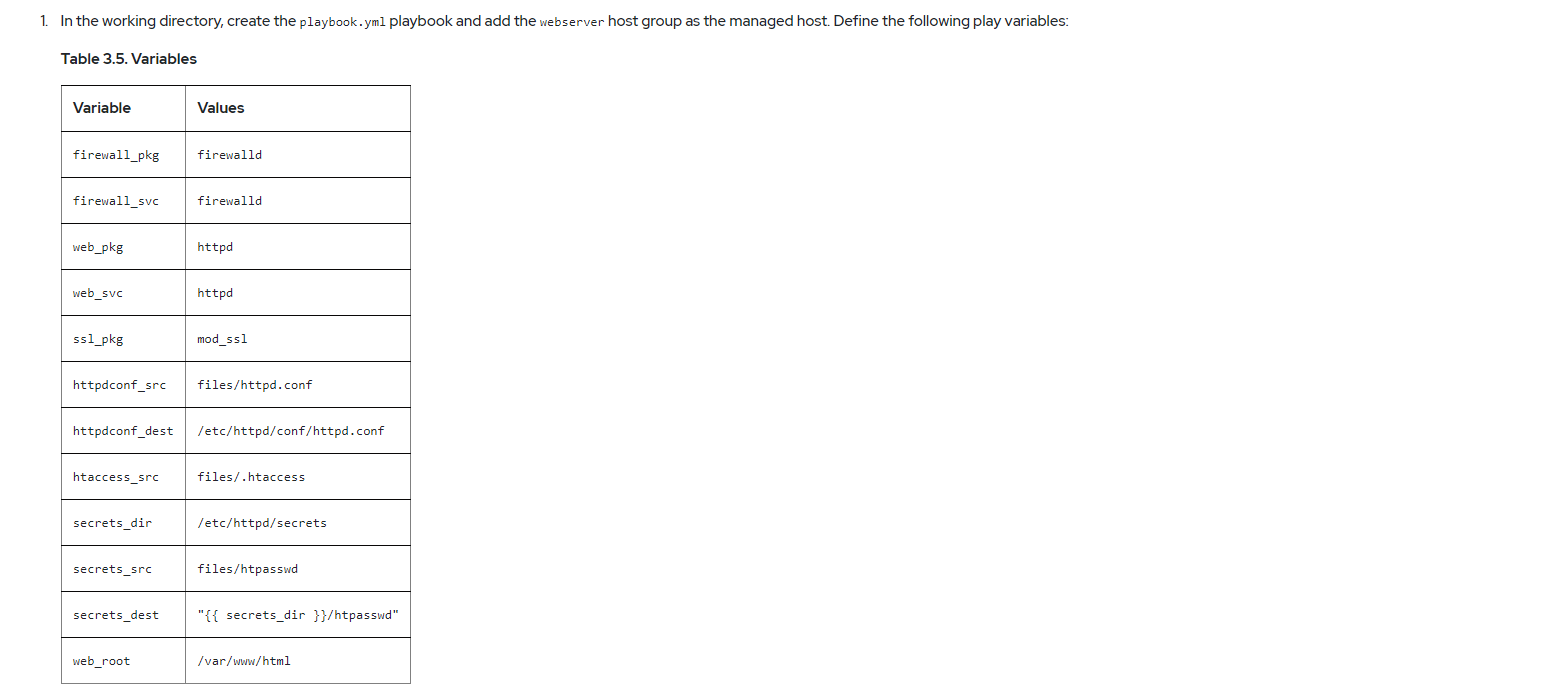 1. In the working directory, create the playbook.yml playbook and add the webserver host group as the managed host. Define the following play variables:
Table 3.5. Variables
Variable Values
firewall_pkg firewalld
firewall_svc firewalld
web_pkg httpd
web_svc httpd
ssl_pkg mod_ssl
httpdconf_src files/httpd.conf
httpdconf_dest /etc/httpd/conf/httpd.conf
htaccess_src files/.htaccess
secrets_dir /etc/httpd/secrets
secrets_src files/htpasswd
secrets_dest "{{ secrets_dir }}/htpasswd"
web_root /var/www/html